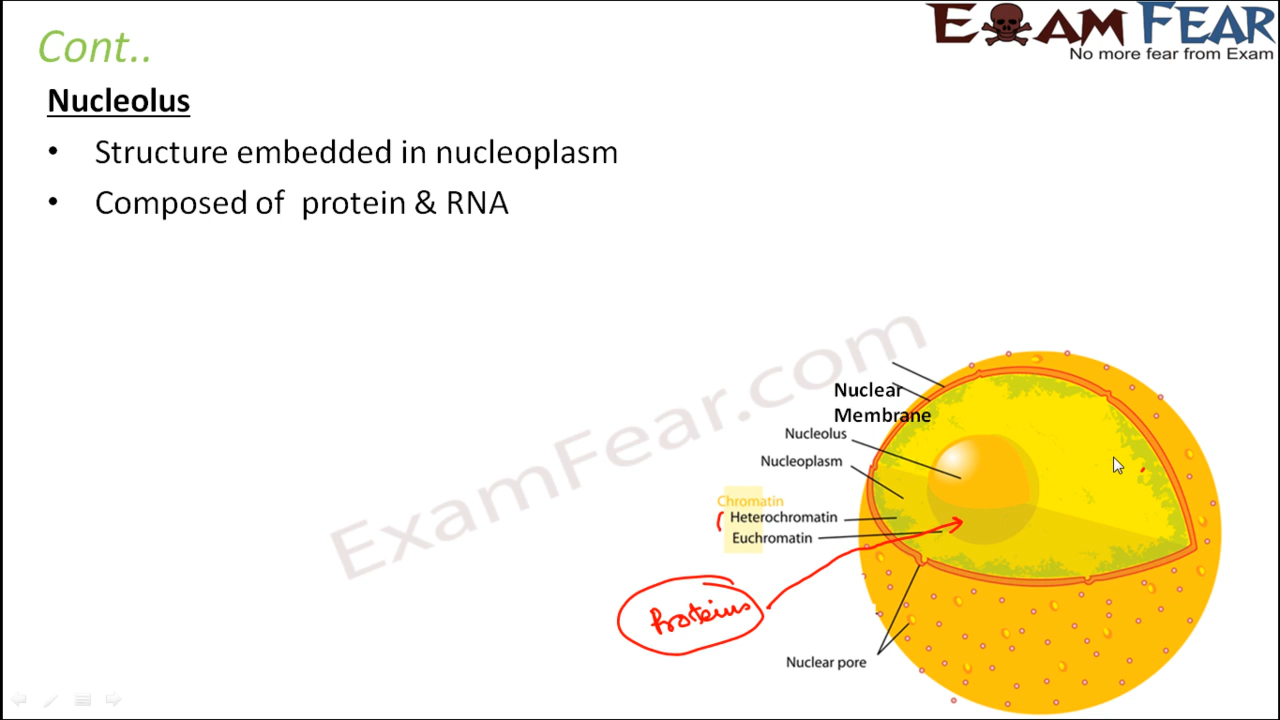 Cont..
EXAM FEAR
No more fear from Exam
Nucleolus
• Structure embedded in nucleoplasm
• Composed of protein & RNA
ExamFear.com
Nuclear
Membrane
Nucleolus
Nucleoplasm
Chromatin
Heterochromatin
Euchromatin
Proteins
Nuclear pore